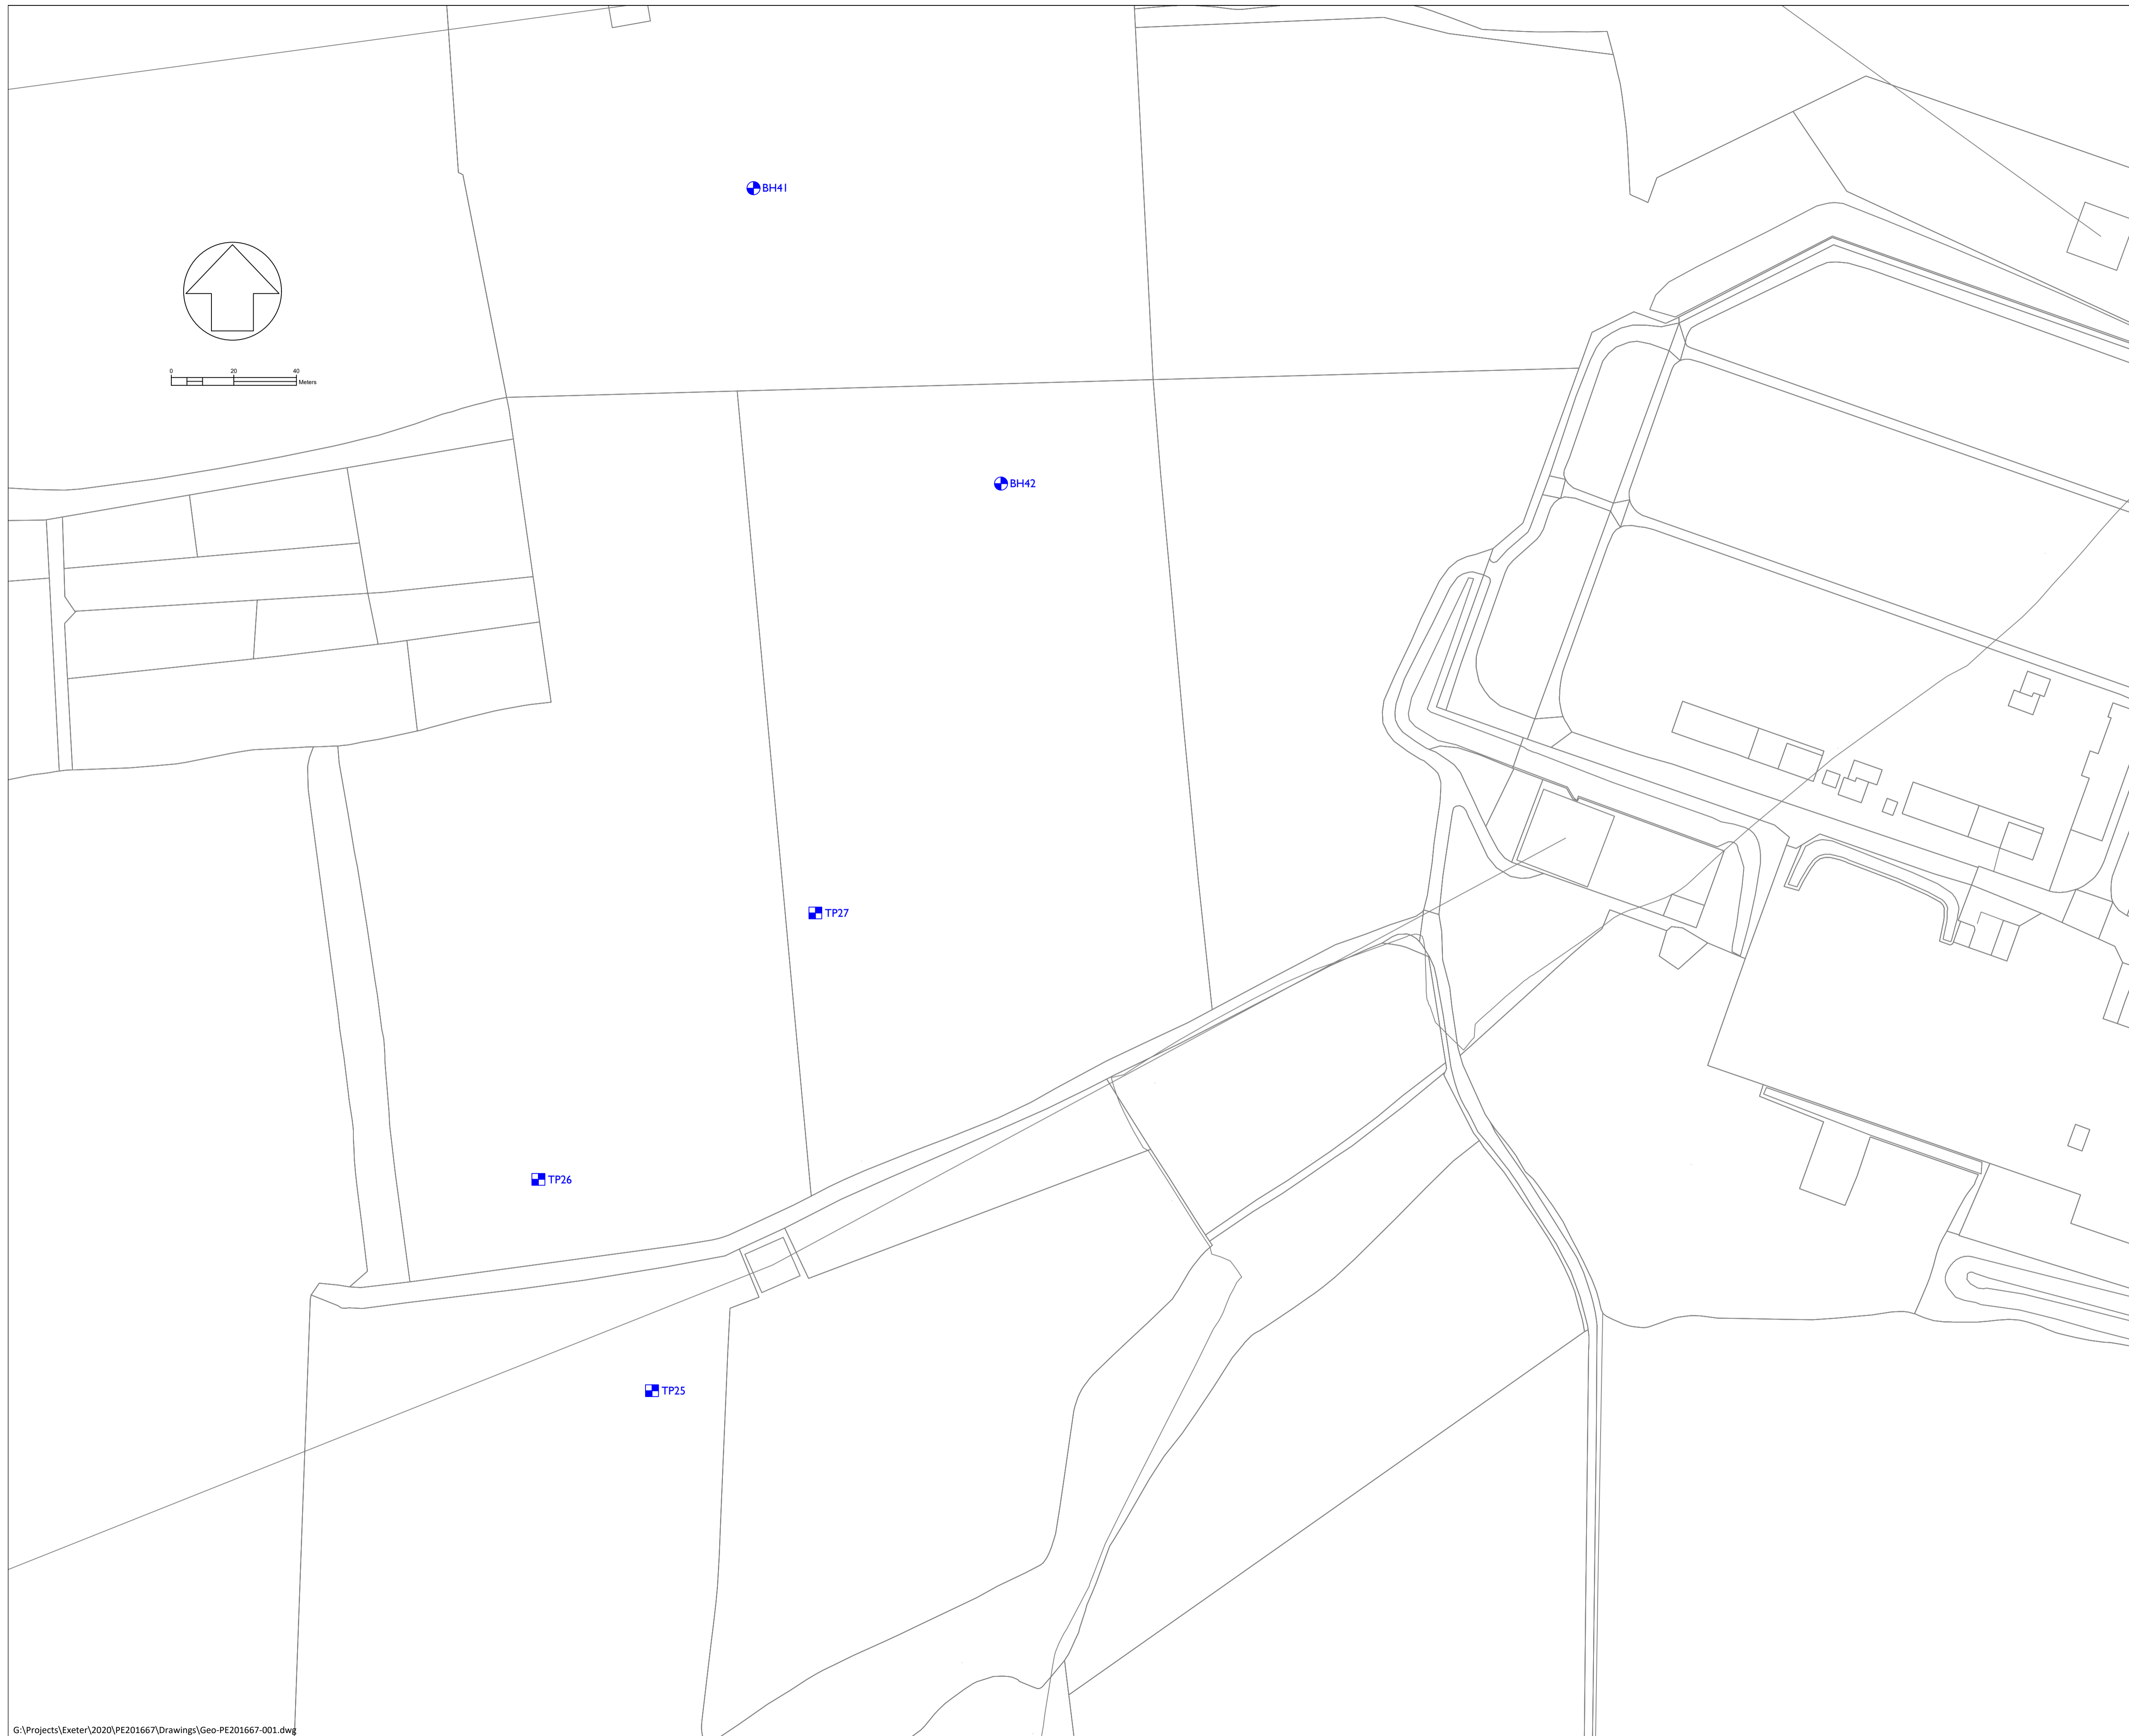 BH41
0 20 40
Meters
BH42
TP27
TP26
TP25
G:\Projects\Exeter\2020\PE201667\Drawings\Geo-PE201667-001.dwg